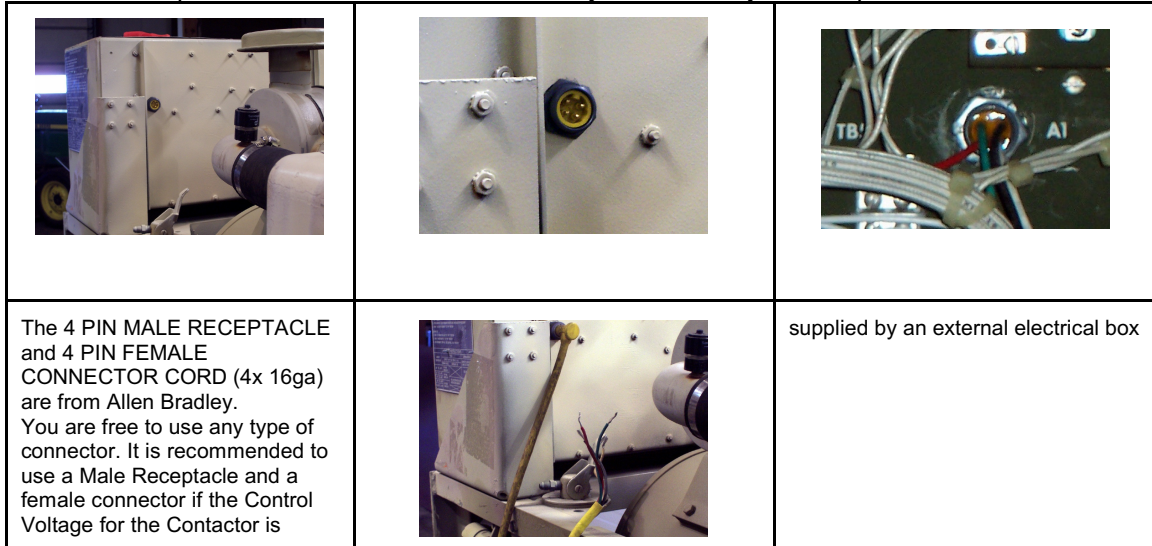 TB
A1
The 4 PIN MALE RECEPTACLE
and 4 PIN FEMALE
CONNECTOR CORD (4x 16ga)
are from Allen Bradley.
You are free to use any type of
connector. It is recommended to
use a Male Receptacle and a
female connector if the Control
Voltage for the Contactor is
supplied by an external electrical box